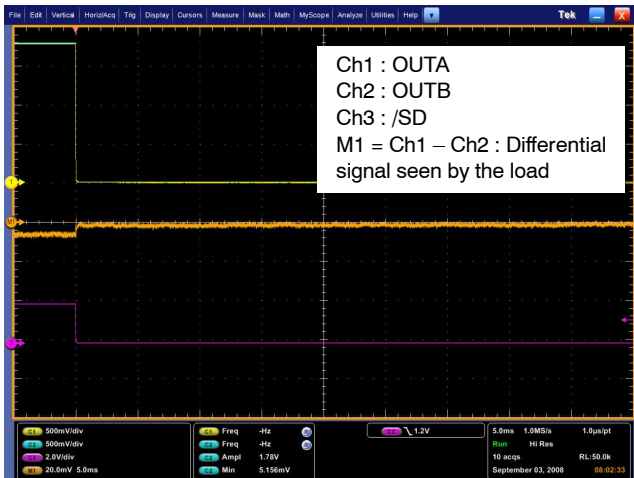 File Edit Vertical Horiz/Acq Trig Display Cursors Measure Mask Math MyScope Analyze Utilities Help Tek
Ch1 : OUTA
Ch2 : OUTB
Ch3 : /SD
M1 = Ch1 – Ch2 : Differential
signal seen by the load
1
M1
3
C1 500mV/div
C2 500mV/div
C3 2.0V/div
M1 20.0mV 5.0ms
C1 Freq -Hz
C2 Freq -Hz
C2 Ampl 1.78V
C2 Min 5.156mV
C3 1.2V
5.0ms 1.0MS/s 1.0µs/pt
Run Hi Res
10 acqs RL:50.0k
September 03, 2008 08:02:33